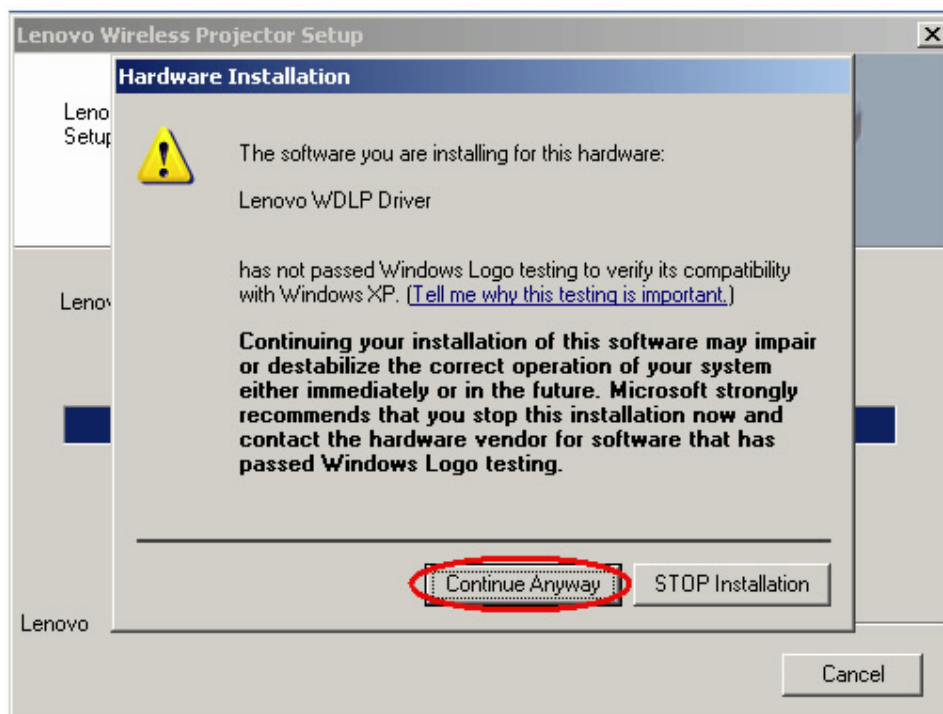 Lenovo Wireless Projector Setup
Hardware Installation
Leno
Setup
The software you are installing for this hardware:
Lenovo WDLP Driver
has not passed Windows Logo testing to verify its compatibility
with Windows XP. (Tell me why this testing is important.)
Lenov
Continuing your installation of this software may impair
or destabilize the correct operation of your system
either immediately or in the future. Microsoft strongly
recommends that you stop this installation now and
contact the hardware vendor for software that has
passed Windows Logo testing.
Continue Anyway
STOP Installation
Lenovo
Cancel